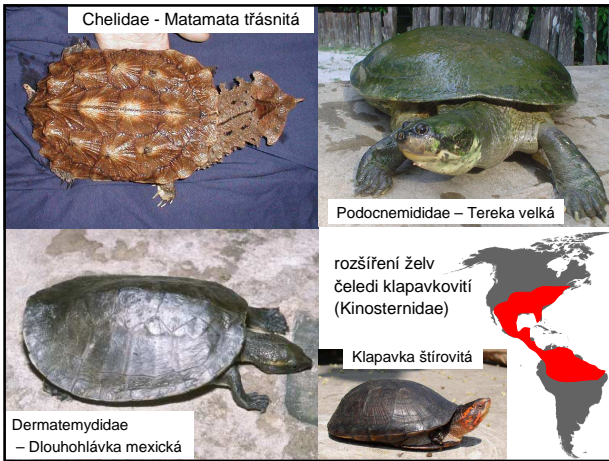 Chelidae - Matamata třásnitá
Podocnemididae – Tereka velká
rozšíření želv
čeledi klapavkovití
(Kinosternidae)
Klapavka štírovitá
Dermatemydidae
– Dlouhohlávka mexická